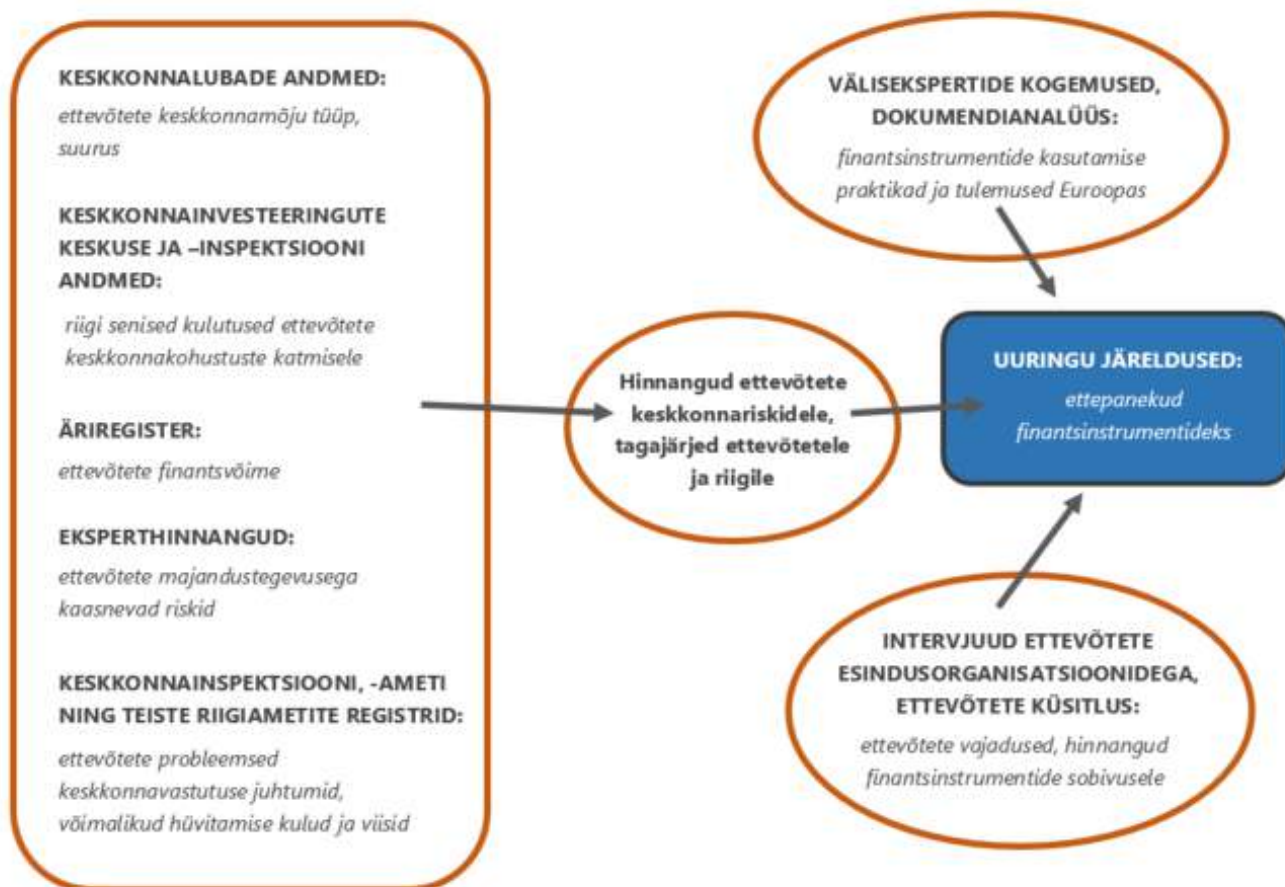 KESKKONNALUBADE ANDMED:
ettevõtete keskkonnamõju tüüp,
suurus
KESKKONNAINVESTEERINGUTE
KESKUSE JA –INSPEKTSIOONI
ANDMED:
riigi senised kulutused ettevõtete
keskkonnakohustuste katmisele
ÄRIREGISTER:
ettevõtete finantsvõime
EKSPERTHINNANGUD:
ettevõtete majandustegevusega
kaasnevad riskid
KESKKONNAINSPEKTSIOONI, -AMETI
NING TEISTE RIIGIAMETITE REGISTRID:
ettevõtete probleemsed
keskkonnavastutuse juhtumid,
võimalikud hüvitamise kulud ja viisid
Hinnangud ettevõtete
keskkonnariskidele,
tagajärjed ettevõtetele
ja riigile
VÄLISEKSPERTIDE KOGEMUSED,
DOKUMENDIANALÜÜS:
finantsinstrumentide kasutamise
praktikad ja tulemused Euroopas
UURINGU JÄRELDUSED:
ettepanekud
finantsinstrumentideks
INTERVJUUD ETTEVÕTETE
ESINDUSORGANISATSIOONIDEGA,
ETTEVÕTETE KÜSITLUS:
ettevõtete vajadused, hinnangud
finantsinstrumentide sobivusele